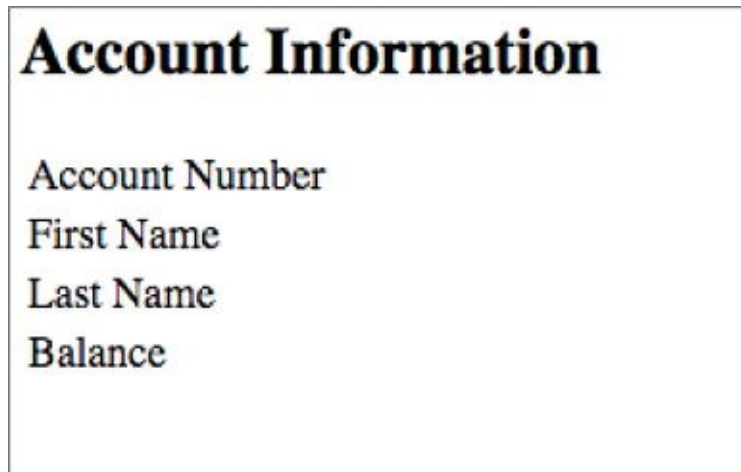 Account Information
Account Number
First Name
Last Name
Balance